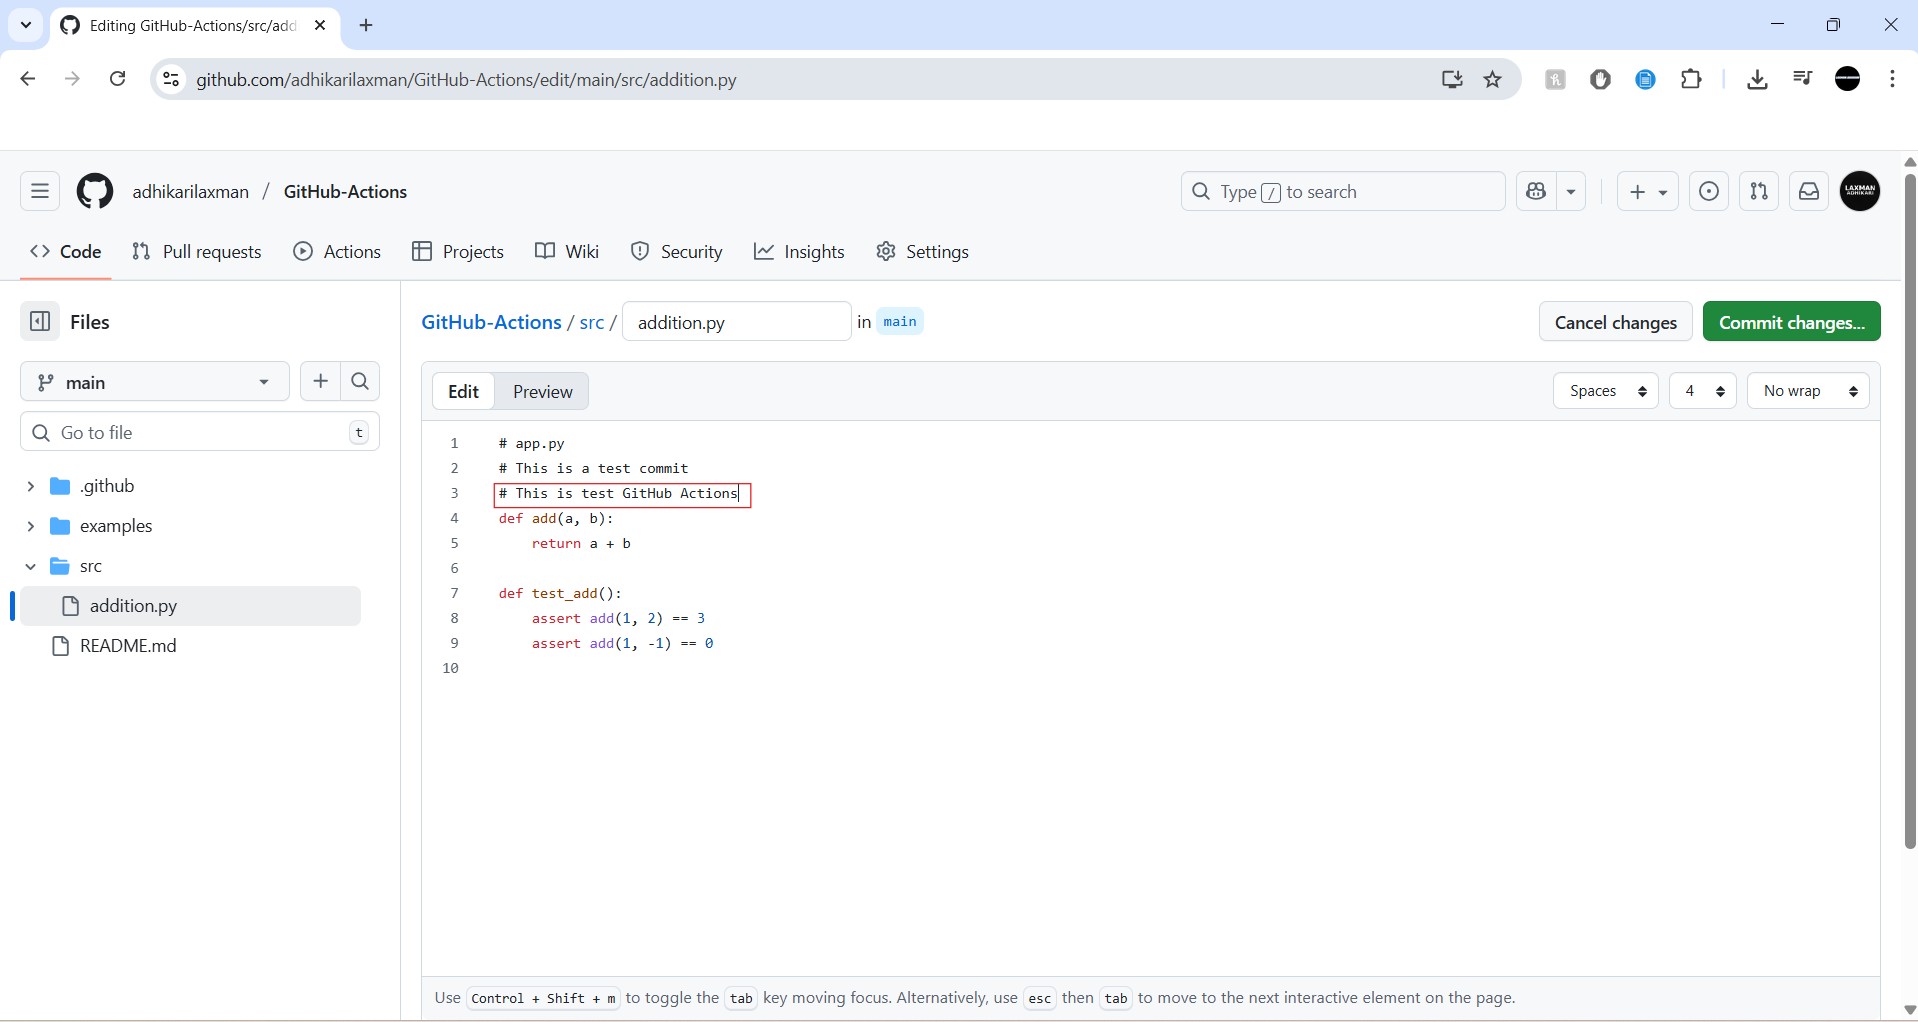 Editing GitHub-Actions/src/add
github.com/adhikarilaxman/GitHub-Actions/edit/main/src/addition.py
adhikarilaxman / GitHub-Actions
Type / to search
LAXMAN
ADHIKARI
Code Pull requests Actions Projects Wiki Security Insights Settings
Files
GitHub-Actions / src / addition.py in main
Cancel changes Commit changes...
main
Edit Preview
Spaces 4 No wrap
Go to file t
1 # app.py
2 # This is a test commit
3 # This is test GitHub Actions
4 def add(a, b):
5 return a + b
6
7 def test_add():
8 assert add(1, 2) == 3
9 assert add(1, -1) == 0
10
.github
examples
src
addition.py
README.md
Use Control + Shift + m to toggle the tab key moving focus. Alternatively, use esc then tab to move to the next interactive element on the page.